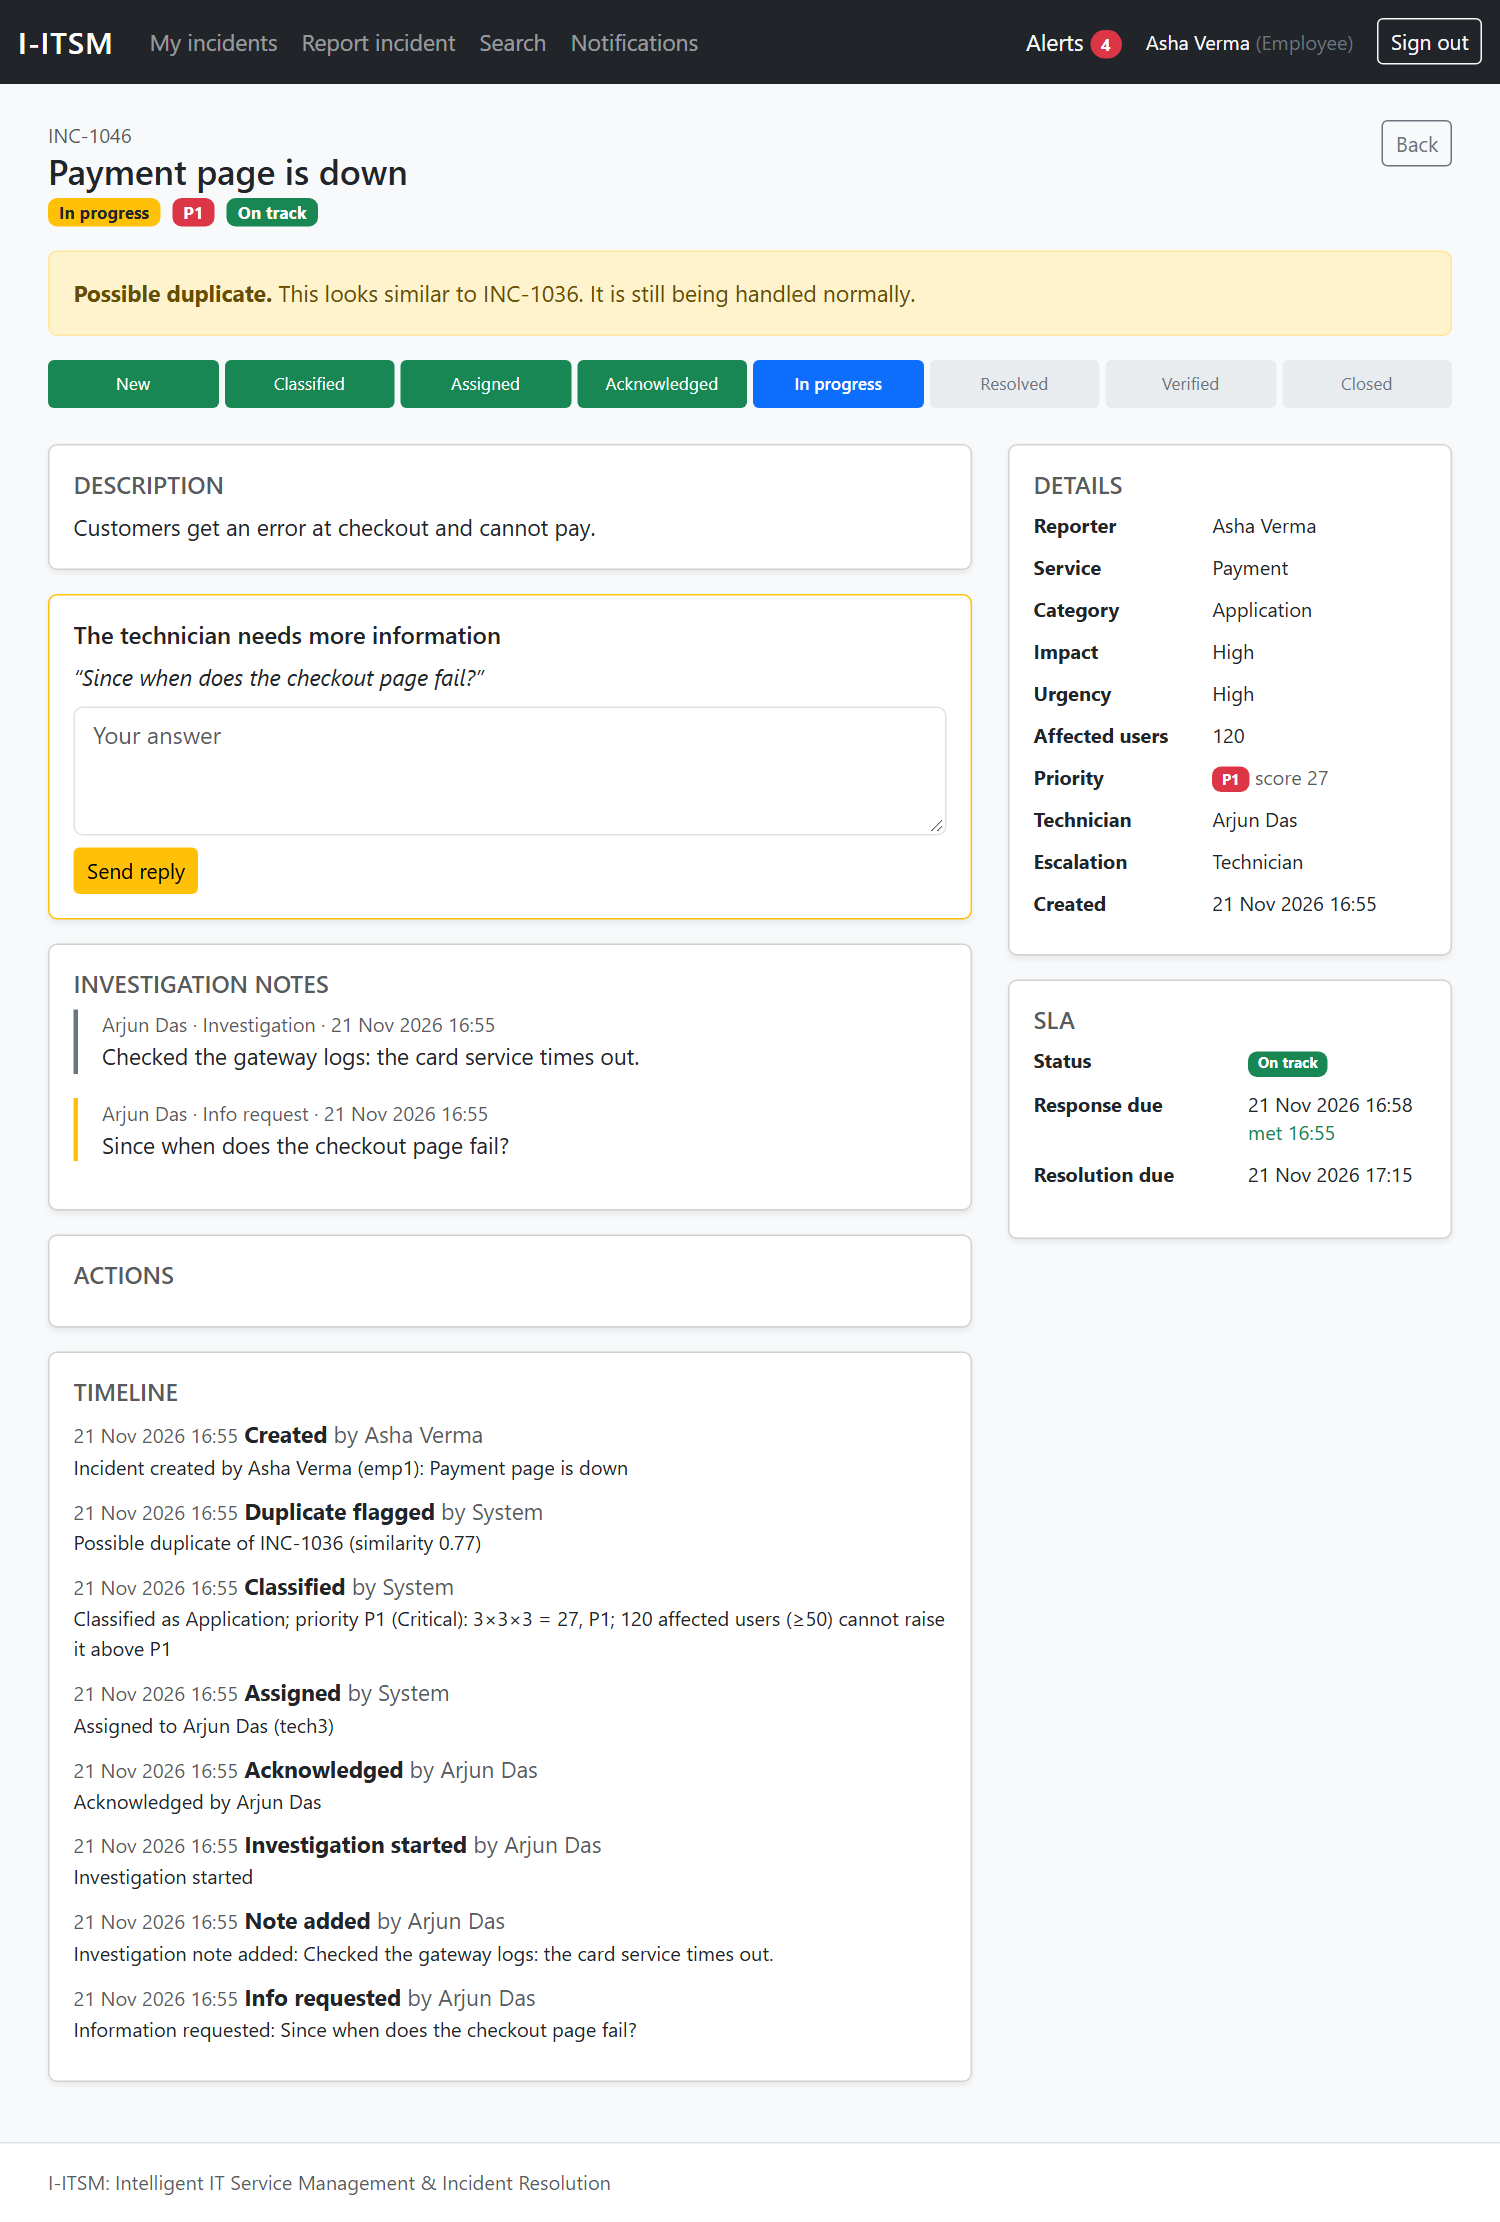 I-ITSM My incidents Report incident Search Notifications Alerts 4 Asha Verma (Employee) Sign out
INC-1046
Back
Payment page is down
In progress P1 On track
Possible duplicate. This looks similar to INC-1036. It is still being handled normally.
New Classified Assigned Acknowledged In progress Resolved Verified Closed
DESCRIPTION
Customers get an error at checkout and cannot pay.
The technician needs more information
“Since when does the checkout page fail?”
Your answer
Send reply
INVESTIGATION NOTES
Arjun Das · Investigation · 21 Nov 2026 16:55
Checked the gateway logs: the card service times out.
Arjun Das · Info request · 21 Nov 2026 16:55
Since when does the checkout page fail?
ACTIONS
TIMELINE
21 Nov 2026 16:55 Created by Asha Verma
Incident created by Asha Verma (emp1): Payment page is down
21 Nov 2026 16:55 Duplicate flagged by System
Possible duplicate of INC-1036 (similarity 0.77)
21 Nov 2026 16:55 Classified by System
Classified as Application; priority P1 (Critical): 3×3×3 = 27, P1; 120 affected users (≥50) cannot raise
it above P1
21 Nov 2026 16:55 Assigned by System
Assigned to Arjun Das (tech3)
21 Nov 2026 16:55 Acknowledged by Arjun Das
Acknowledged by Arjun Das
21 Nov 2026 16:55 Investigation started by Arjun Das
Investigation started
21 Nov 2026 16:55 Note added by Arjun Das
Investigation note added: Checked the gateway logs: the card service times out.
21 Nov 2026 16:55 Info requested by Arjun Das
Information requested: Since when does the checkout page fail?
DETAILS
Reporter Asha Verma
Service Payment
Category Application
Impact High
Urgency High
Affected users 120
Priority P1 score 27
Technician Arjun Das
Escalation Technician
Created 21 Nov 2026 16:55
SLA
Status On track
Response due 21 Nov 2026 16:58
met 16:55
Resolution due 21 Nov 2026 17:15
I-ITSM: Intelligent IT Service Management & Incident Resolution